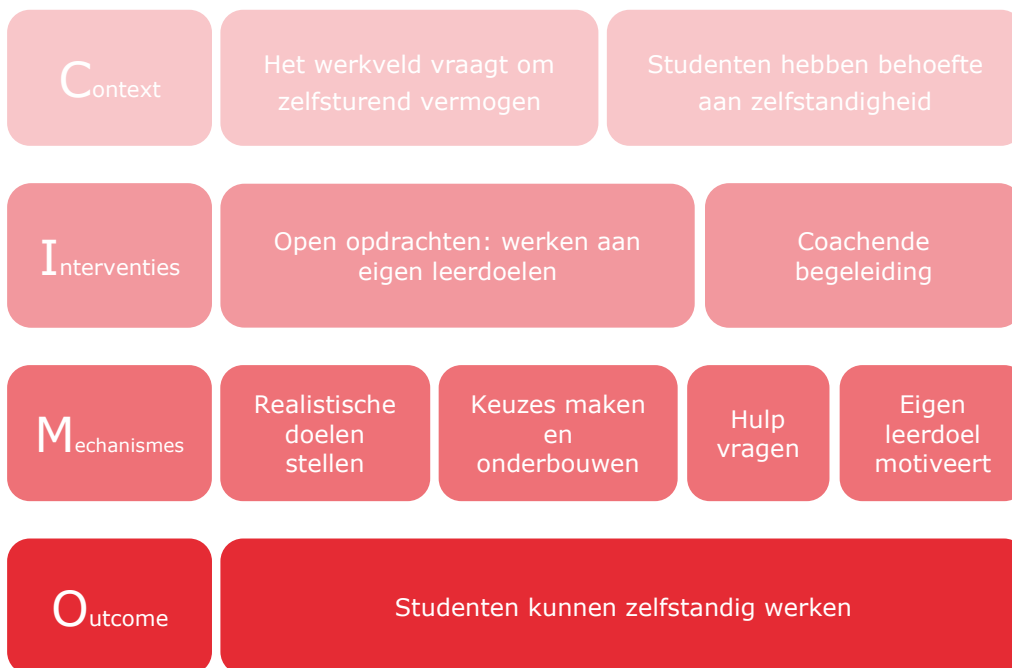 Context
Het werkveld vraagt om
zelfsturend vermogen
Studenten hebben behoefte
aan zelfstandigheid
Interventies
Open opdrachten: werken aan
eigen leerdoelen
Coachende
begeleiding
Mechanismes
Realistische
doelen
stellen
Keuzes maken
en
onderbouwen
Hulp
vragen
Eigen
leerdoel
motiveert
Outcome
Studenten kunnen zelfstandig werken